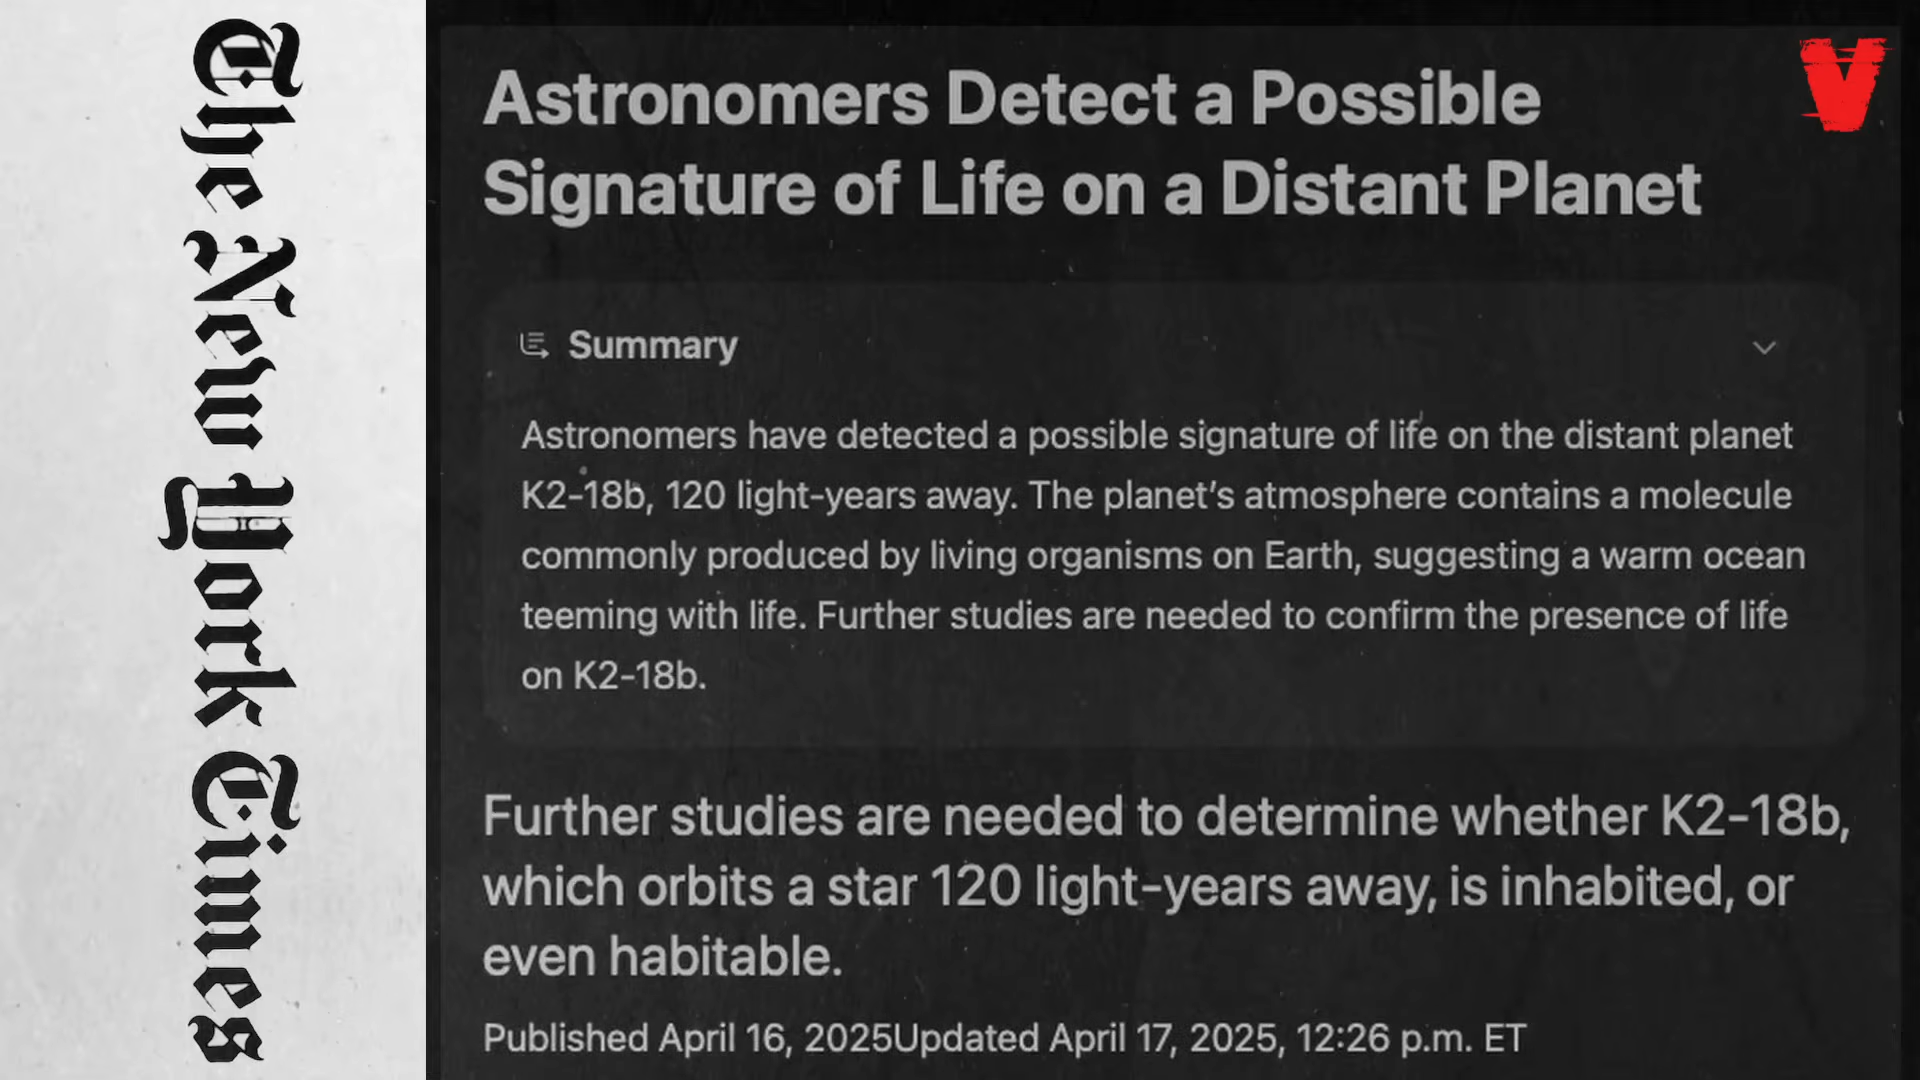 The New York Times
V
Astronomers Detect a Possible
Signature of Life on a Distant Planet
Summary
Astronomers have detected a possible signature of life on the distant planet
K2-18b, 120 light-years away. The planet’s atmosphere contains a molecule
commonly produced by living organisms on Earth, suggesting a warm ocean
teeming with life. Further studies are needed to confirm the presence of life
on K2-18b.
Further studies are needed to determine whether K2-18b,
which orbits a star 120 light-years away, is inhabited, or
even habitable.
Published April 16, 2025Updated April 17, 2025, 12:26 p.m. ET